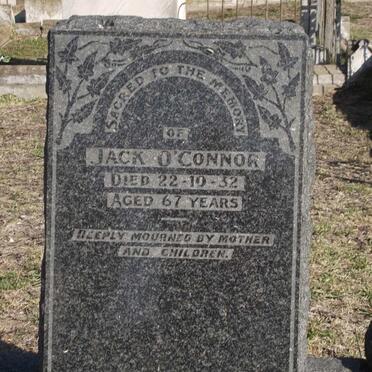 SACRED TO THE MEMORY
OF
JACK O'CONNOR
DIED 22-10-32
AGED 67 YEARS
DEEPLY MOURNED BY MOTHER
AND CHILDREN.